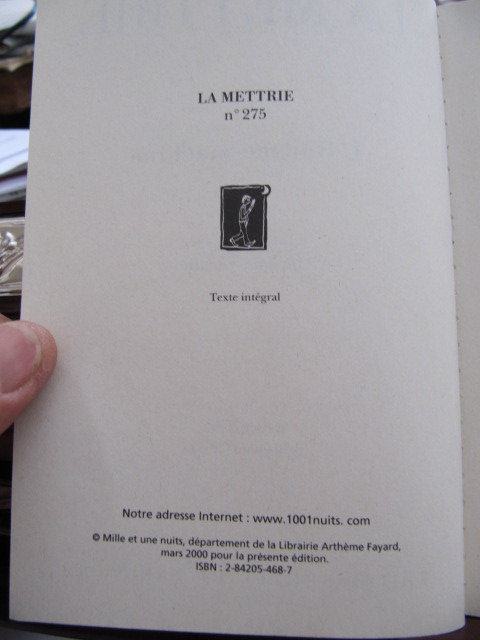 LA METTRIE
n° 275
Texte intégral
Notre adresse Internet : www.1001nuits. com
© Mille et une nuits, département de la Librairie Arthème Fayard,
mars 2000 pour la présente édition.
ISBN : 2-84205-468-7